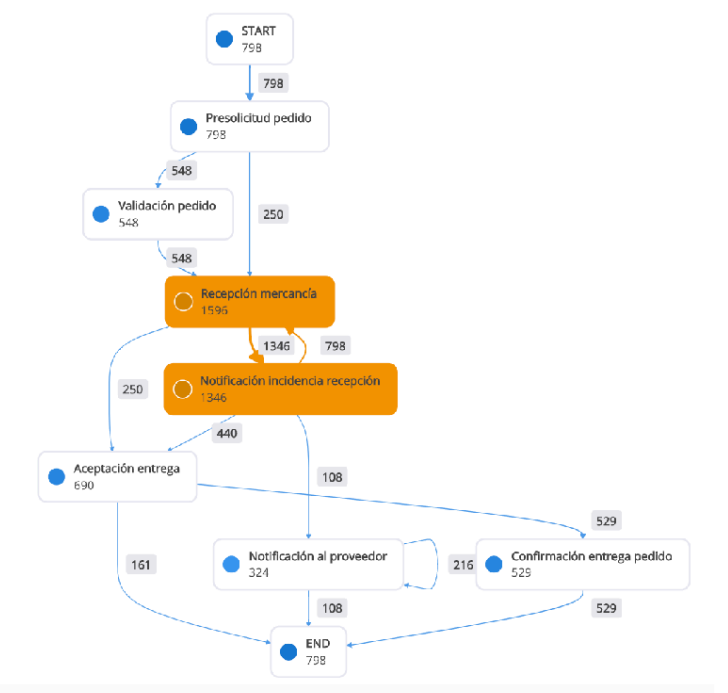 START
798
798
Presolicitud pedido
798
548
Validación pedido
548
250
548
Recepción mercancía
1596
1346
798
Notificación incidencia recepción
1346
250
440
Aceptación entrega
690
108
529
Notificación al proveedor
324
216
Confirmación entrega pedido
529
161
108
529
END
798